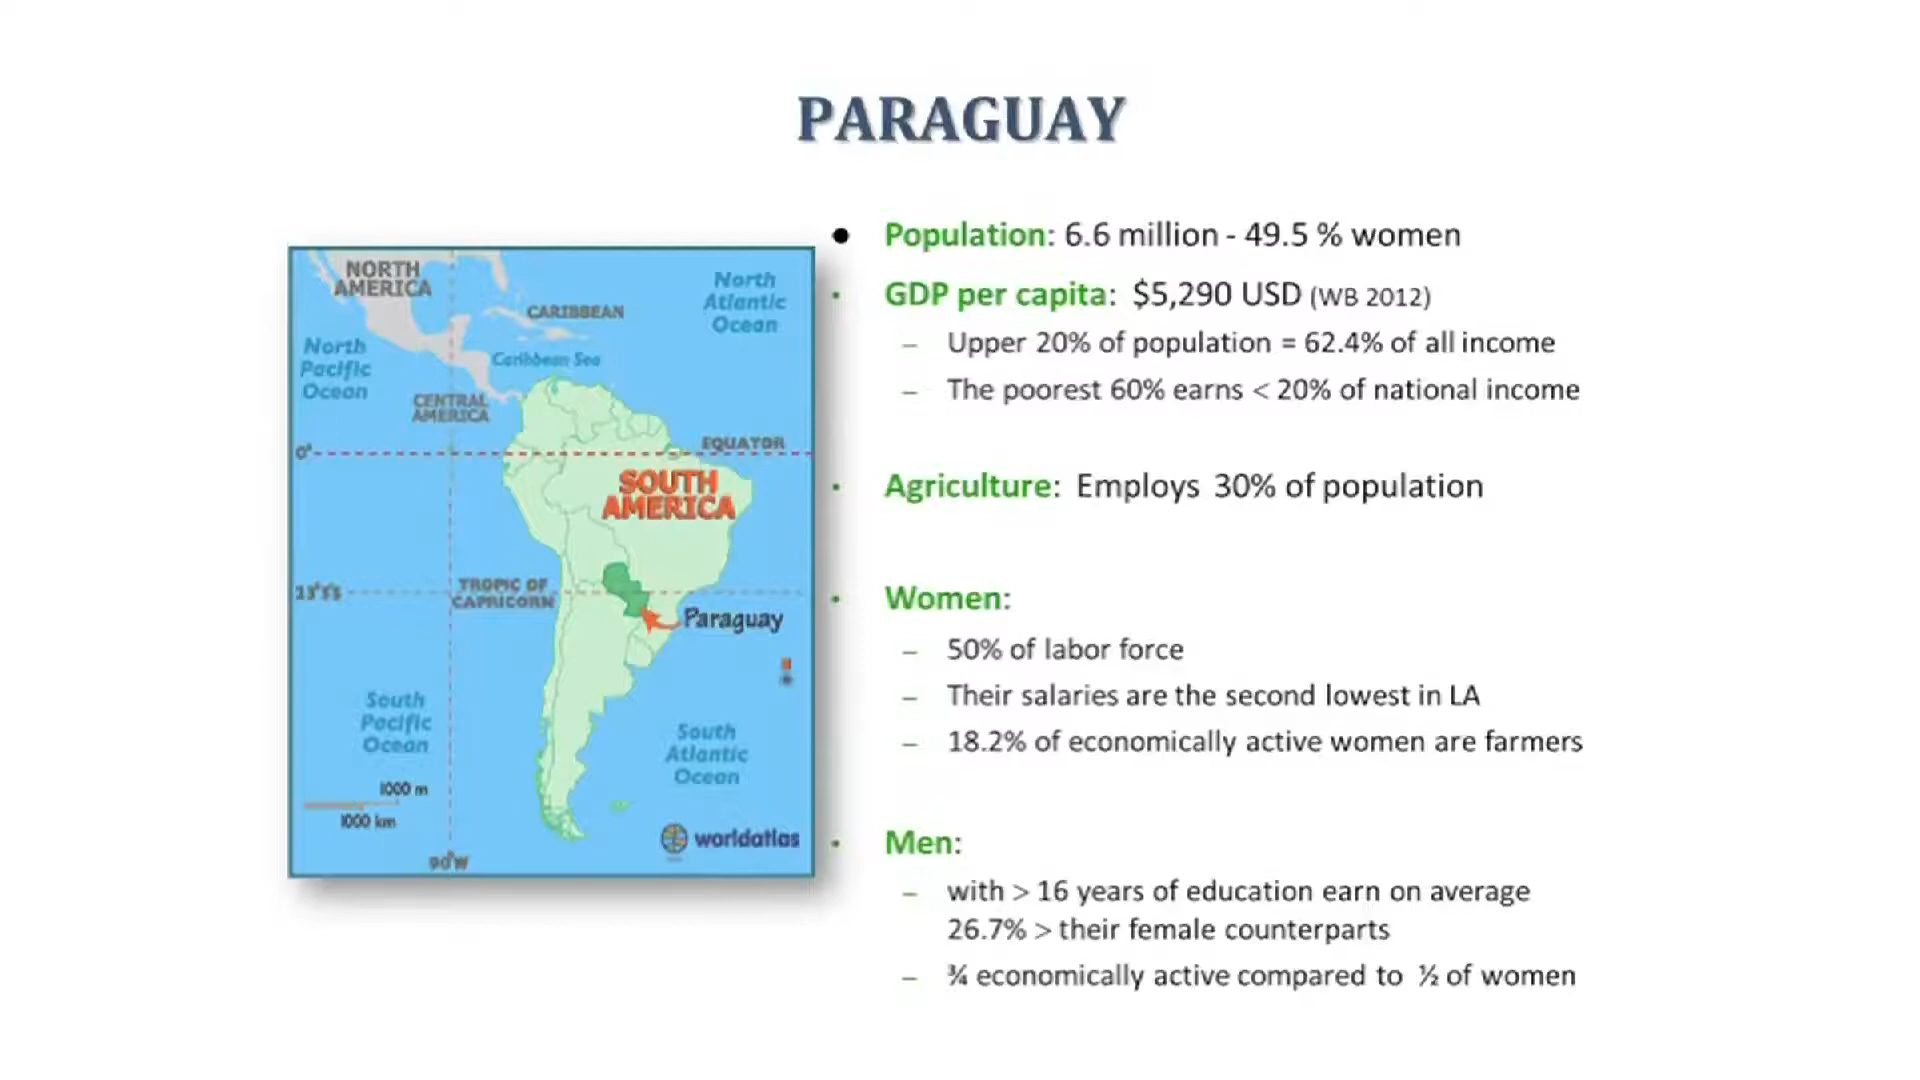 PARAGUAY
NORTH
AMERICA
North
Atlantic
Ocean
CARIBBEAN
North
Pacific
Ocean
Caribbean Sea
CENTRAL
AMERICA
EQUATOR
0°
SOUTH
AMERICA
TROPIC OF
CAPRICORN
Paraguay
South
Pacific
Ocean
South
Atlantic
Ocean
1000 m
1000 km
worldatlas
90°W
• Population: 6.6 million - 49.5 % women
• GDP per capita: $5,290 USD (WB 2012)
– Upper 20% of population = 62.4% of all income
– The poorest 60% earns < 20% of national income
• Agriculture: Employs 30% of population
• Women:
– 50% of labor force
– Their salaries are the second lowest in LA
– 18.2% of economically active women are farmers
• Men:
– with > 16 years of education earn on average
26.7% > their female counterparts
– ¾ economically active compared to ½ of women